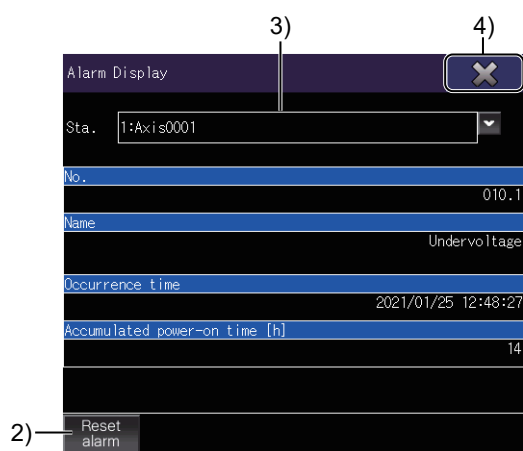 3)
4)
Alarm Display
Sta.
1:Axis0001
No.
010.1
Name
Undervoltage
Occurrence time
2021/01/25 12:48:27
Accumulated power-on time [h]
14
2)
Reset
alarm